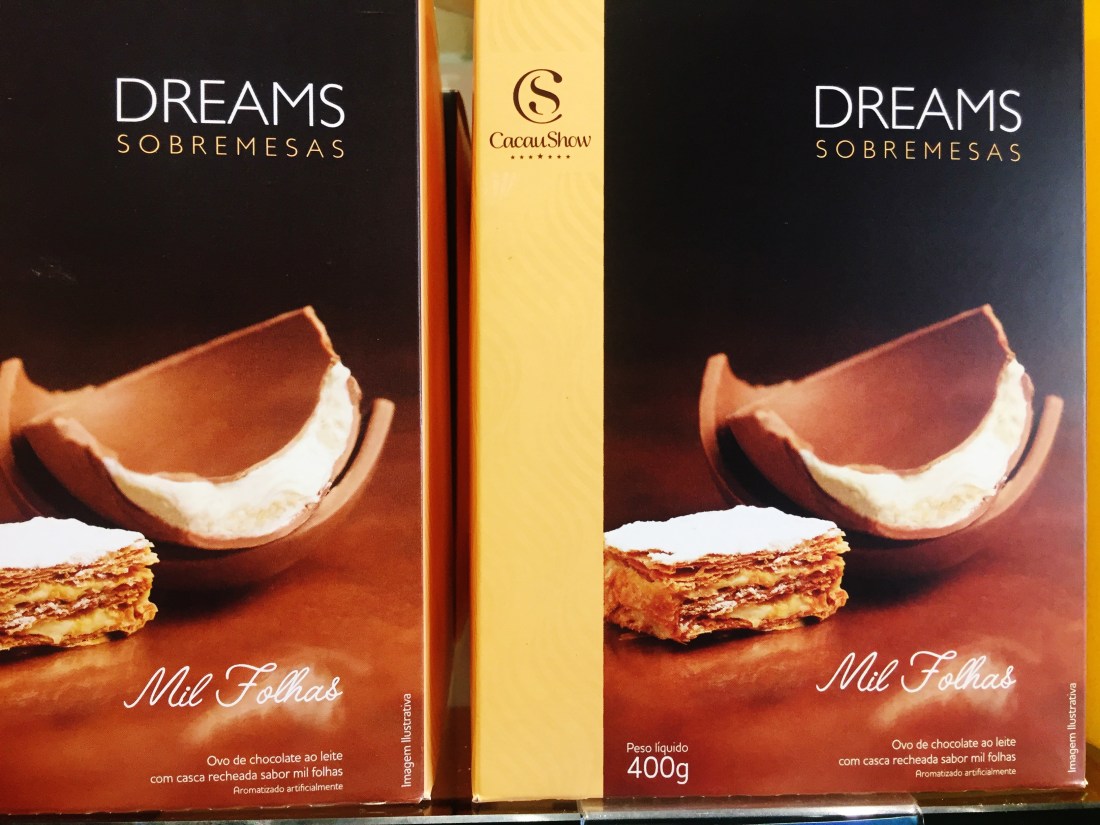 DREAMS
SOBREMESAS
Mil Folhas
Ovo de chocolate ao leite
com casca recheada sabor mil folhas
Aromatizado artificialmente
Imagem Ilustrativa
CS
CacauShow
DREAMS
SOBREMESAS
Mil Folhas
Peso líquido
400g
Ovo de chocolate ao leite
com casca recheada sabor mil folhas
Aromatizado artificialmente
Imagem Ilustrativa